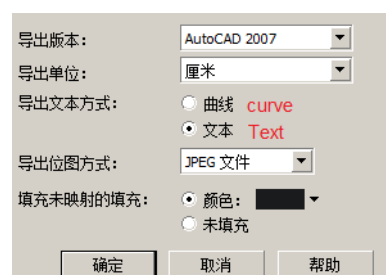 导出版本： AutoCAD 2007
导出单位： 厘米
导出文本方式： 曲线 curve
文本 Text
导出位图方式： JPEG 文件
填充未映射的填充： 颜色：
未填充
确定 取消 帮助